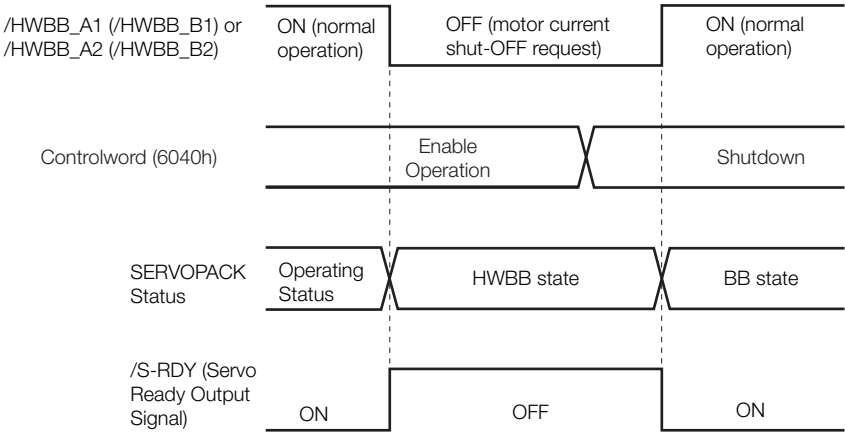 /HWBB_A1 (/HWBB_B1) or
/HWBB_A2 (/HWBB_B2)
ON (normal
operation)
OFF (motor current
shut-OFF request)
ON (normal
operation)
Controlword (6040h)
Enable
Operation
Shutdown
SERVOPACK
Status
Operating
Status
HWBB state
BB state
/S-RDY (Servo
Ready Output
Signal)
ON
OFF
ON